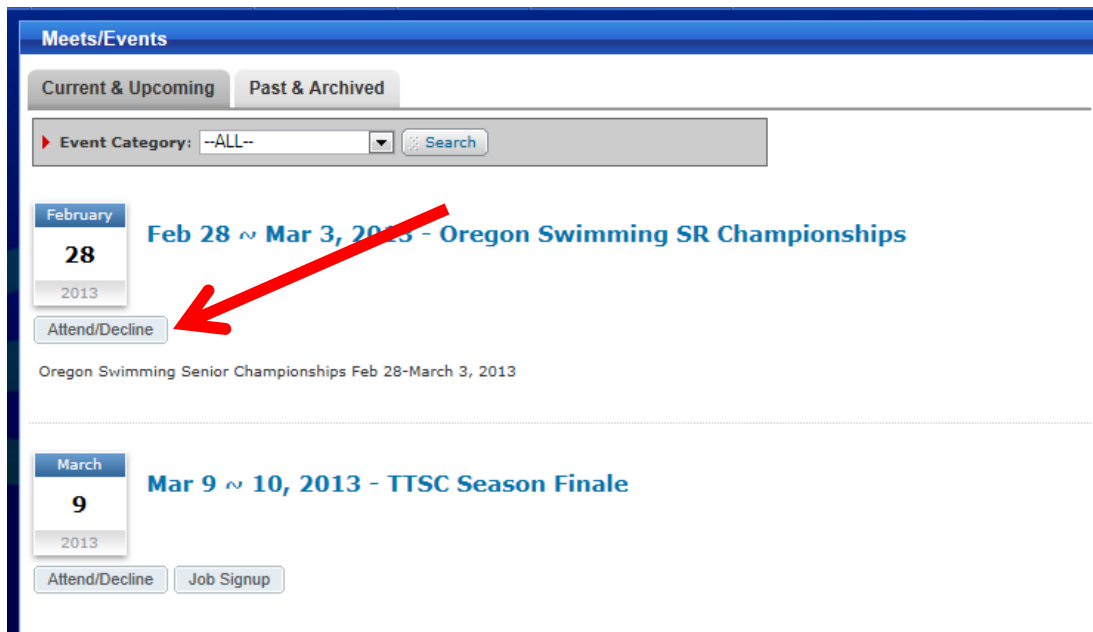 Meets/Events
Current & Upcoming Past & Archived
Event Category: --ALL-- Search
February
28
2013
Feb 28 ~ Mar 3, 2013 - Oregon Swimming SR Championships
Attend/Decline
Oregon Swimming Senior Championships Feb 28-March 3, 2013
March
9
2013
Mar 9 ~ 10, 2013 - TTSC Season Finale
Attend/Decline Job Signup